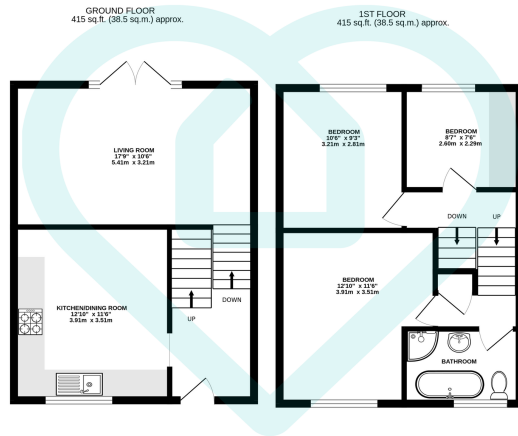 GROUND FLOOR
415 sq.ft. (38.5 sq.m.) approx.
LIVING ROOM
17'9" x 10'6"
5.41m x 3.21m
KITCHEN/DINING ROOM
12'10" x 11'6"
3.91m x 3.51m
UP
DOWN
1ST FLOOR
415 sq.ft. (38.5 sq.m.) approx.
BEDROOM
10'6" x 9'3"
3.21m x 2.81m
BEDROOM
8'7" x 7'6"
2.60m x 2.29m
DOWN
UP
BEDROOM
12'10" x 11'6"
3.91m x 3.51m
BATHROOM